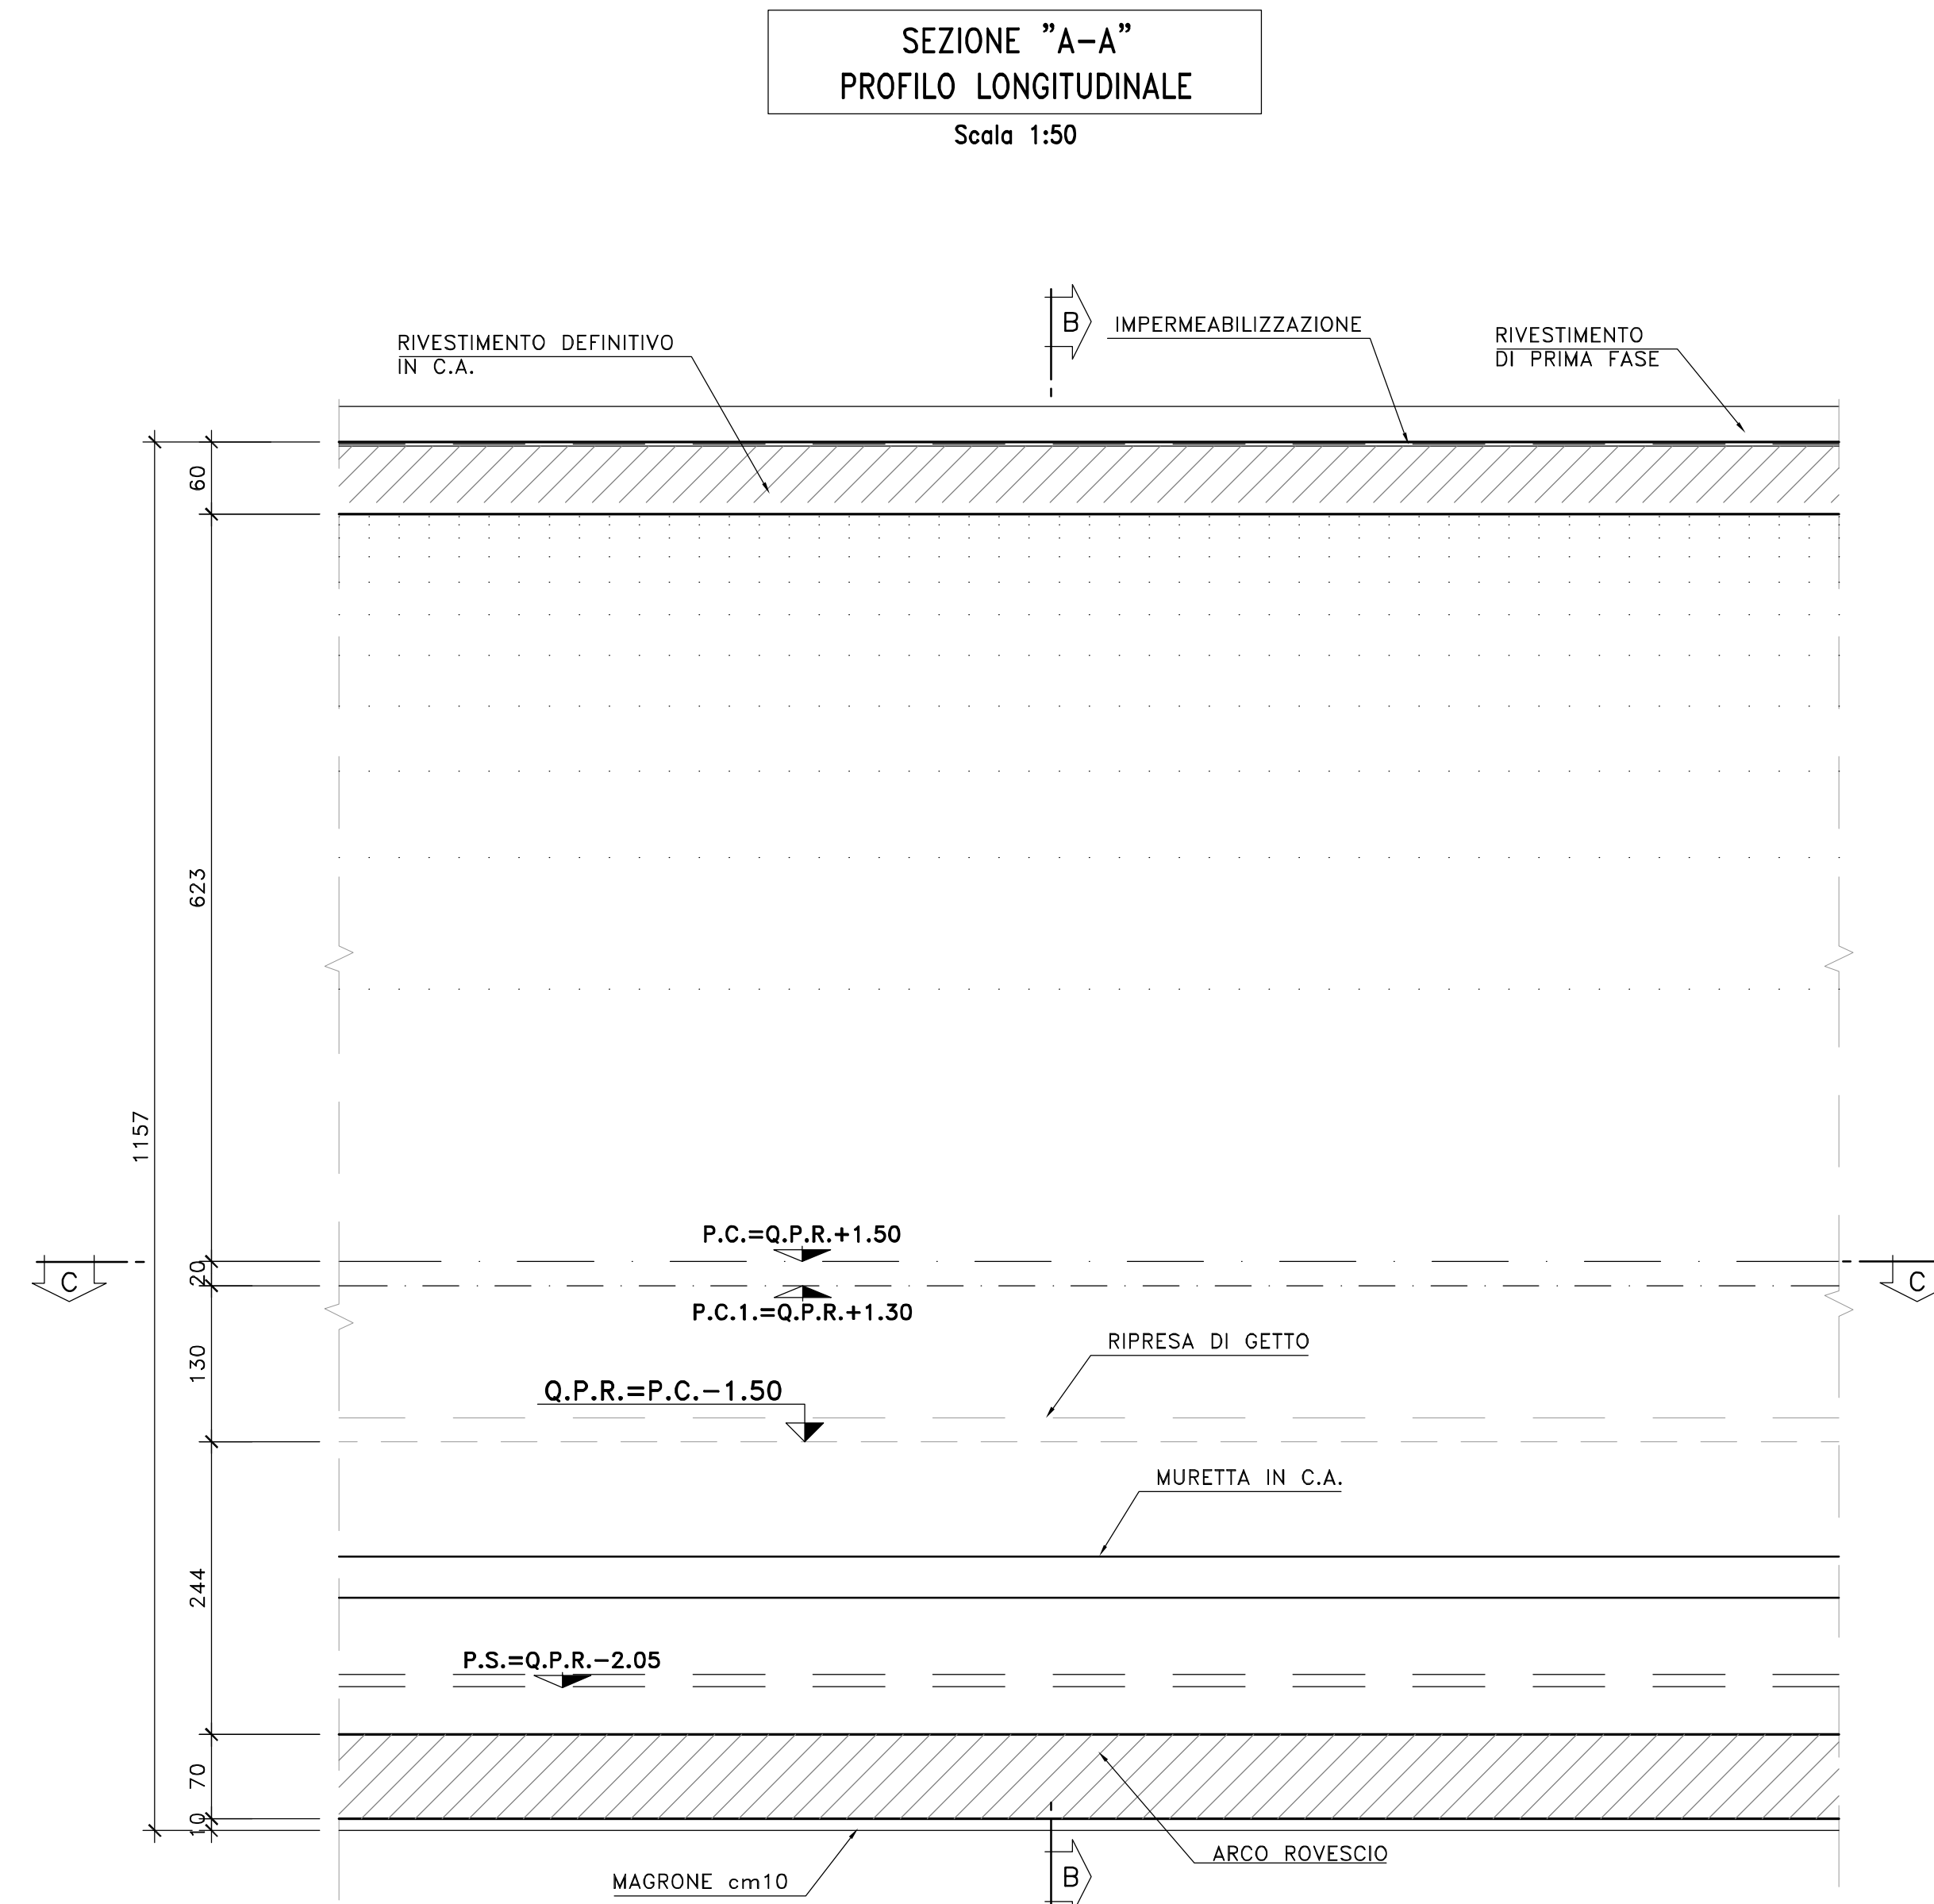 SEZIONE ”A-A”
PROFILO LONGITUDINALE
Scala 1:50
B
IMPERMEABILIZZAZIONE
RIVESTIMENTO
DI PRIMA FASE
RIVESTIMENTO DEFINITIVO
IN C.A.
60
623
1157
P.C.=Q.P.R.+1.50
20
C
C
P.C.1.=Q.P.R.+1.30
RIPRESA DI GETTO
130
Q.P.R.=P.C.-1.50
MURETTA IN C.A.
244
P.S.=Q.P.R.-2.05
70
10
ARCO ROVESCIO
MAGRONE cm10
B